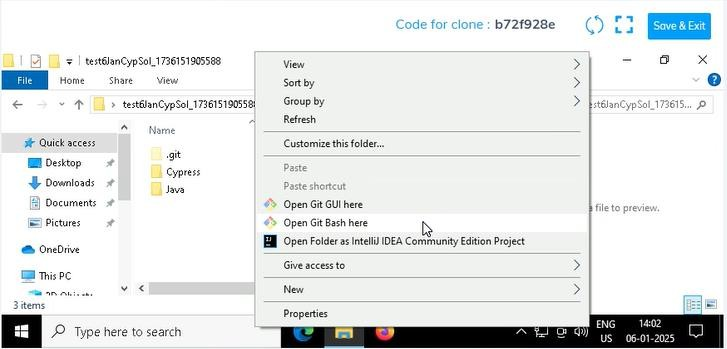 Code for clone : b72f928e
Save & Exit
test6JanCypSol_1736151905588
File Home Share View
test6JanCypSol_1736151905588
est6JanCypSol_173615...
Quick access
Desktop
Downloads
Documents
Pictures
OneDrive
This PC
3D Objects
3 items
Name
.git
Cypress
Java
View
Sort by
Group by
Refresh
Customize this folder...
Paste
Paste shortcut
Open Git GUI here
Open Git Bash here
Open Folder as IntelliJ IDEA Community Edition Project
Give access to
New
Properties
a file to preview.
Type here to search
ENG
US
14:02
06-01-2025